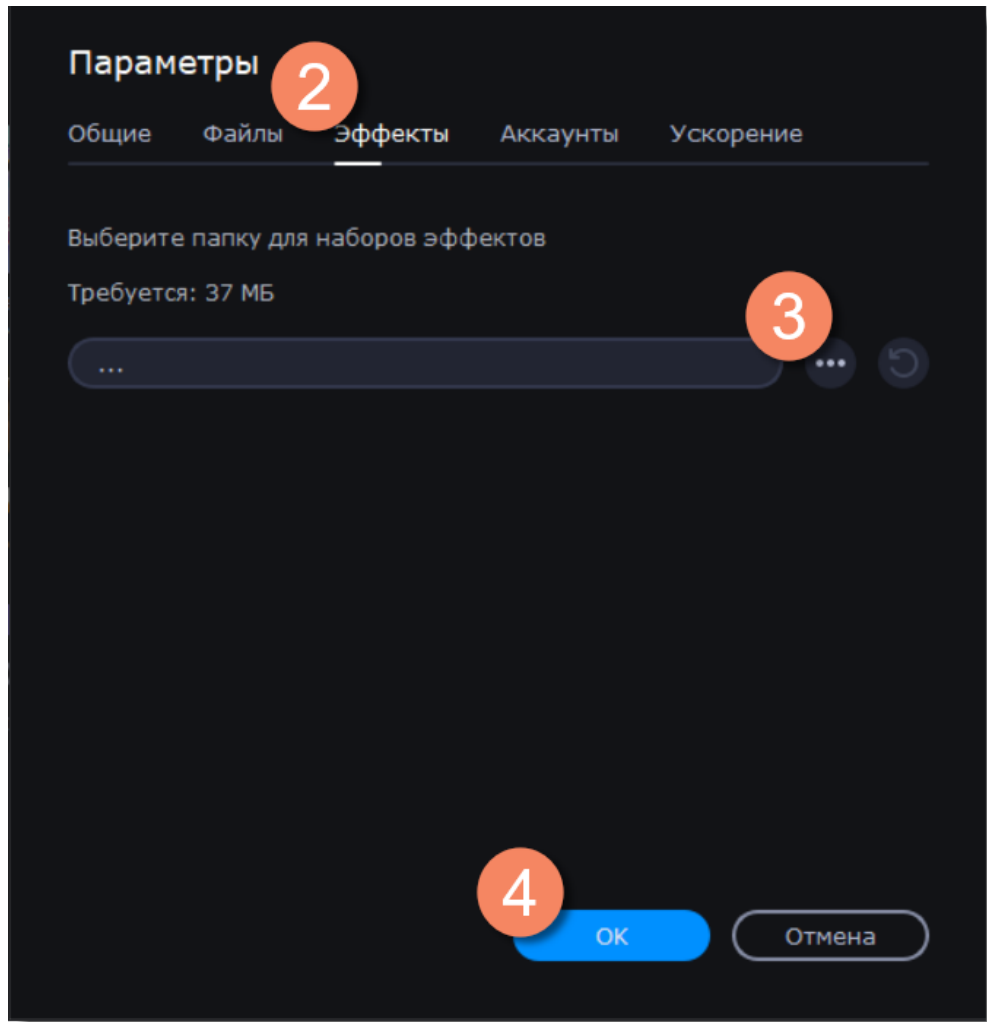 Параметры
2
Общие Файлы Эффекты Аккаунты Ускорение
Выберите папку для наборов эффектов
Требуется: 37 МБ
3
...
•••
4
OK Отмена